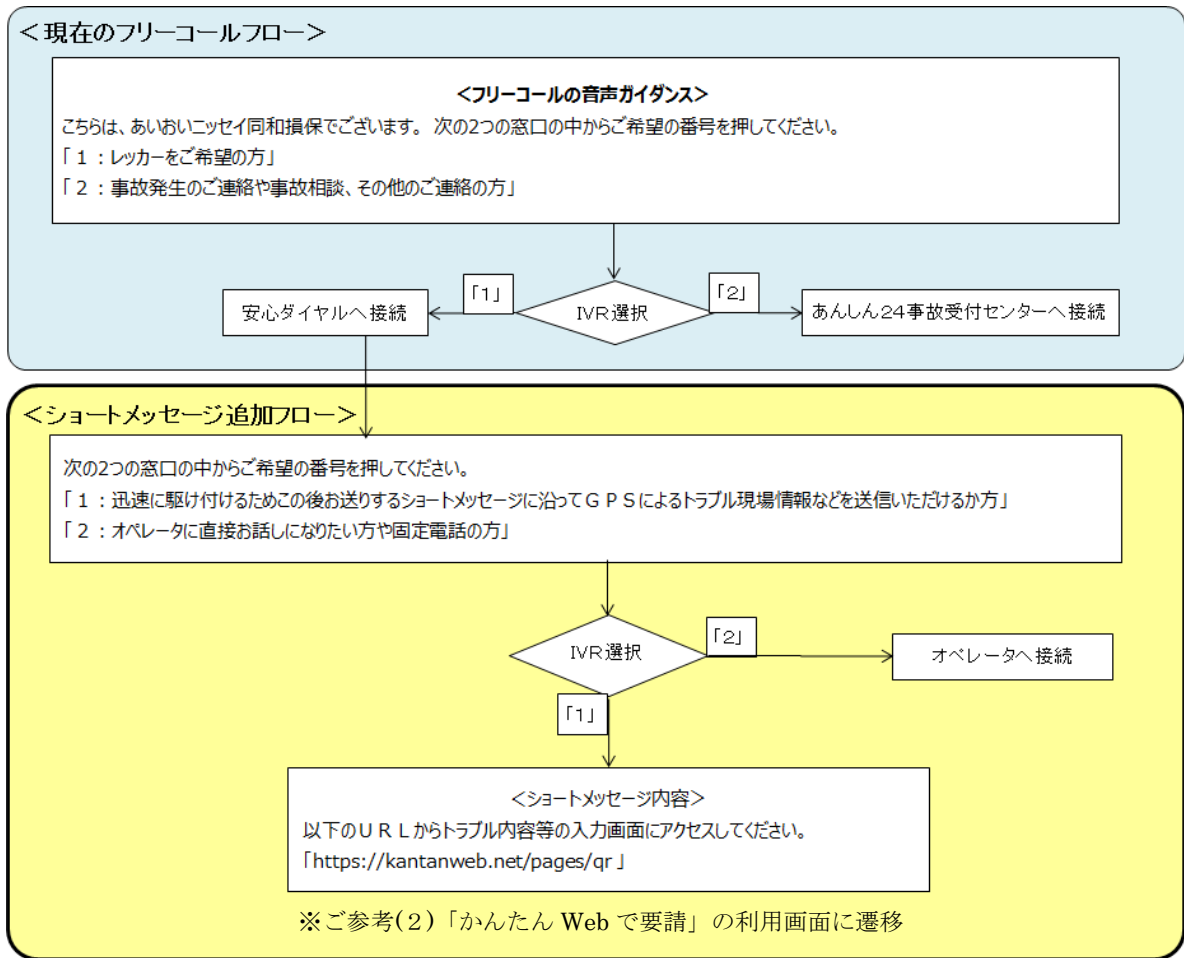 ＜現在のフリーコールフロー＞
＜フリーコールの音声ガイダンス＞
こちらは、あいおいニッセイ同和損保でございます。 次の2つの窓口の中からご希望の番号を押してください。
「１：レッカーをご希望の方」
「２：事故発生のご連絡や事故相談、その他のご連絡の方」
安心ダイヤルへ接続
「1」
IVR選択
「2」
あんしん24事故受付センターへ接続
＜ショートメッセージ追加フロー＞
次の2つの窓口の中からご希望の番号を押してください。
「１：迅速に駆け付けるためこの後お送りするショートメッセージに沿ってＧＰＳによるトラブル現場情報などを送信いただけるか方」
「２：オペレータに直接お話しになりたい方や固定電話の方」
IVR選択
「2」
オペレータへ接続
「1」
＜ショートメッセージ内容＞
以下のＵＲＬからトラブル内容等の入力画面にアクセスしてください。
「https://kantanweb.net/pages/qr 」
※ご参考(２)「かんたん Web で要請」の利用画面に遷移